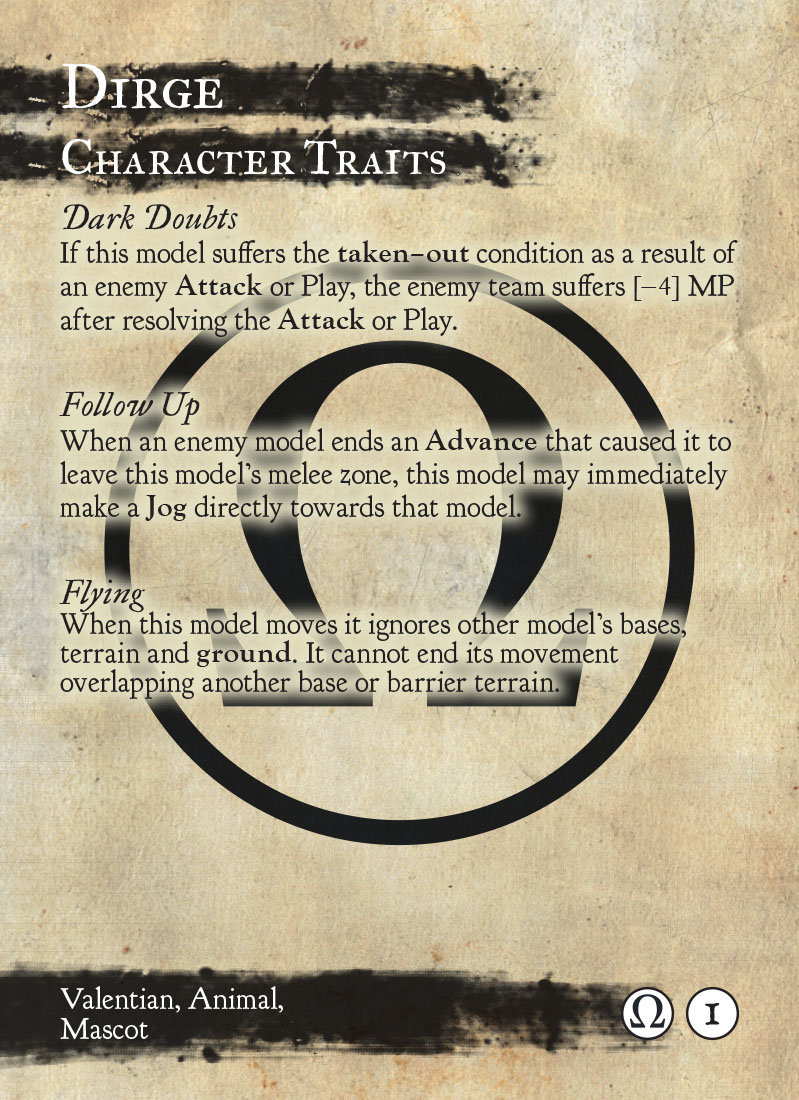 Dirge
Character Traits
Dark Doubts
If this model suffers the taken-out condition as a result of
an enemy Attack or Play, the enemy team suffers [−4] MP
after resolving the Attack or Play.
Follow Up
When an enemy model ends an Advance that caused it to
leave this model's melee zone, this model may immediately
make a Jog directly towards that model.
Flying
When this model moves it ignores other model's bases,
terrain and ground. It cannot end its movement
overlapping another base or barrier terrain.
Valentian, Animal,
Mascot
Ω 1